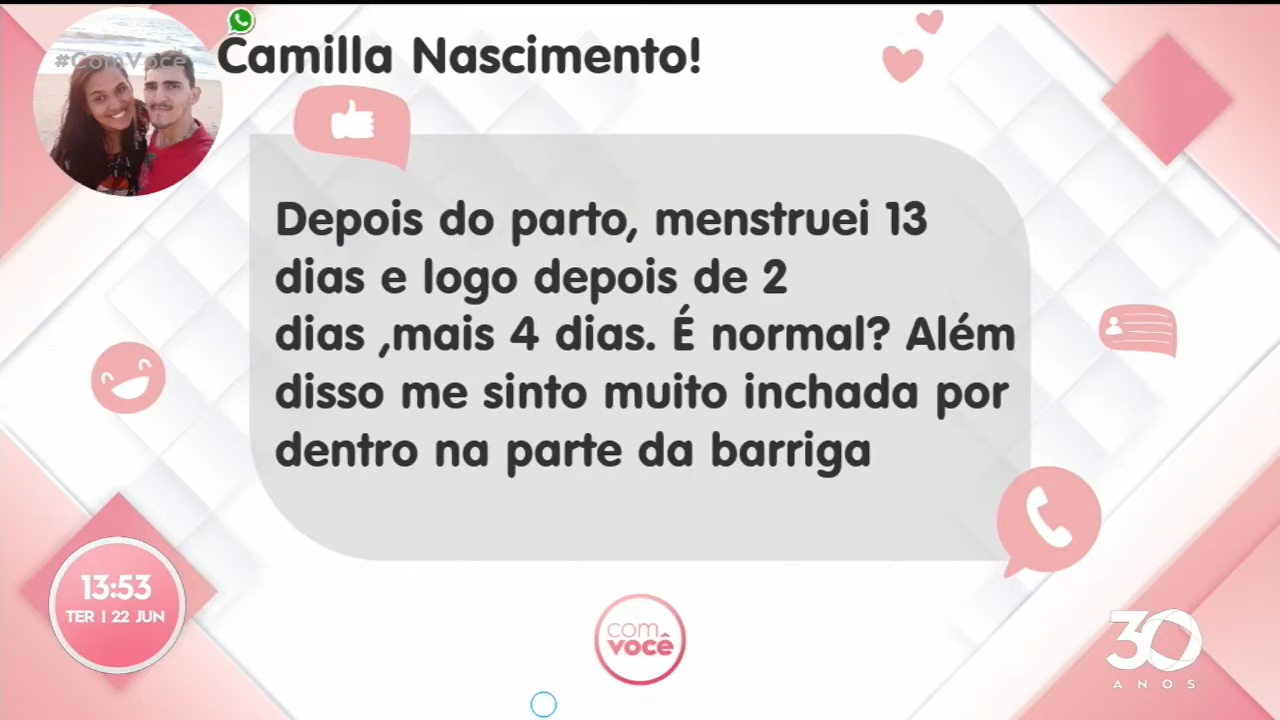 #ComVocê
Camilla Nascimento!
Depois do parto, menstruei 13
dias e logo depois de 2
dias ,mais 4 dias. É normal? Além
disso me sinto muito inchada por
dentro na parte da barriga
13:53
TER | 22 JUN
com
você
30
ANOS